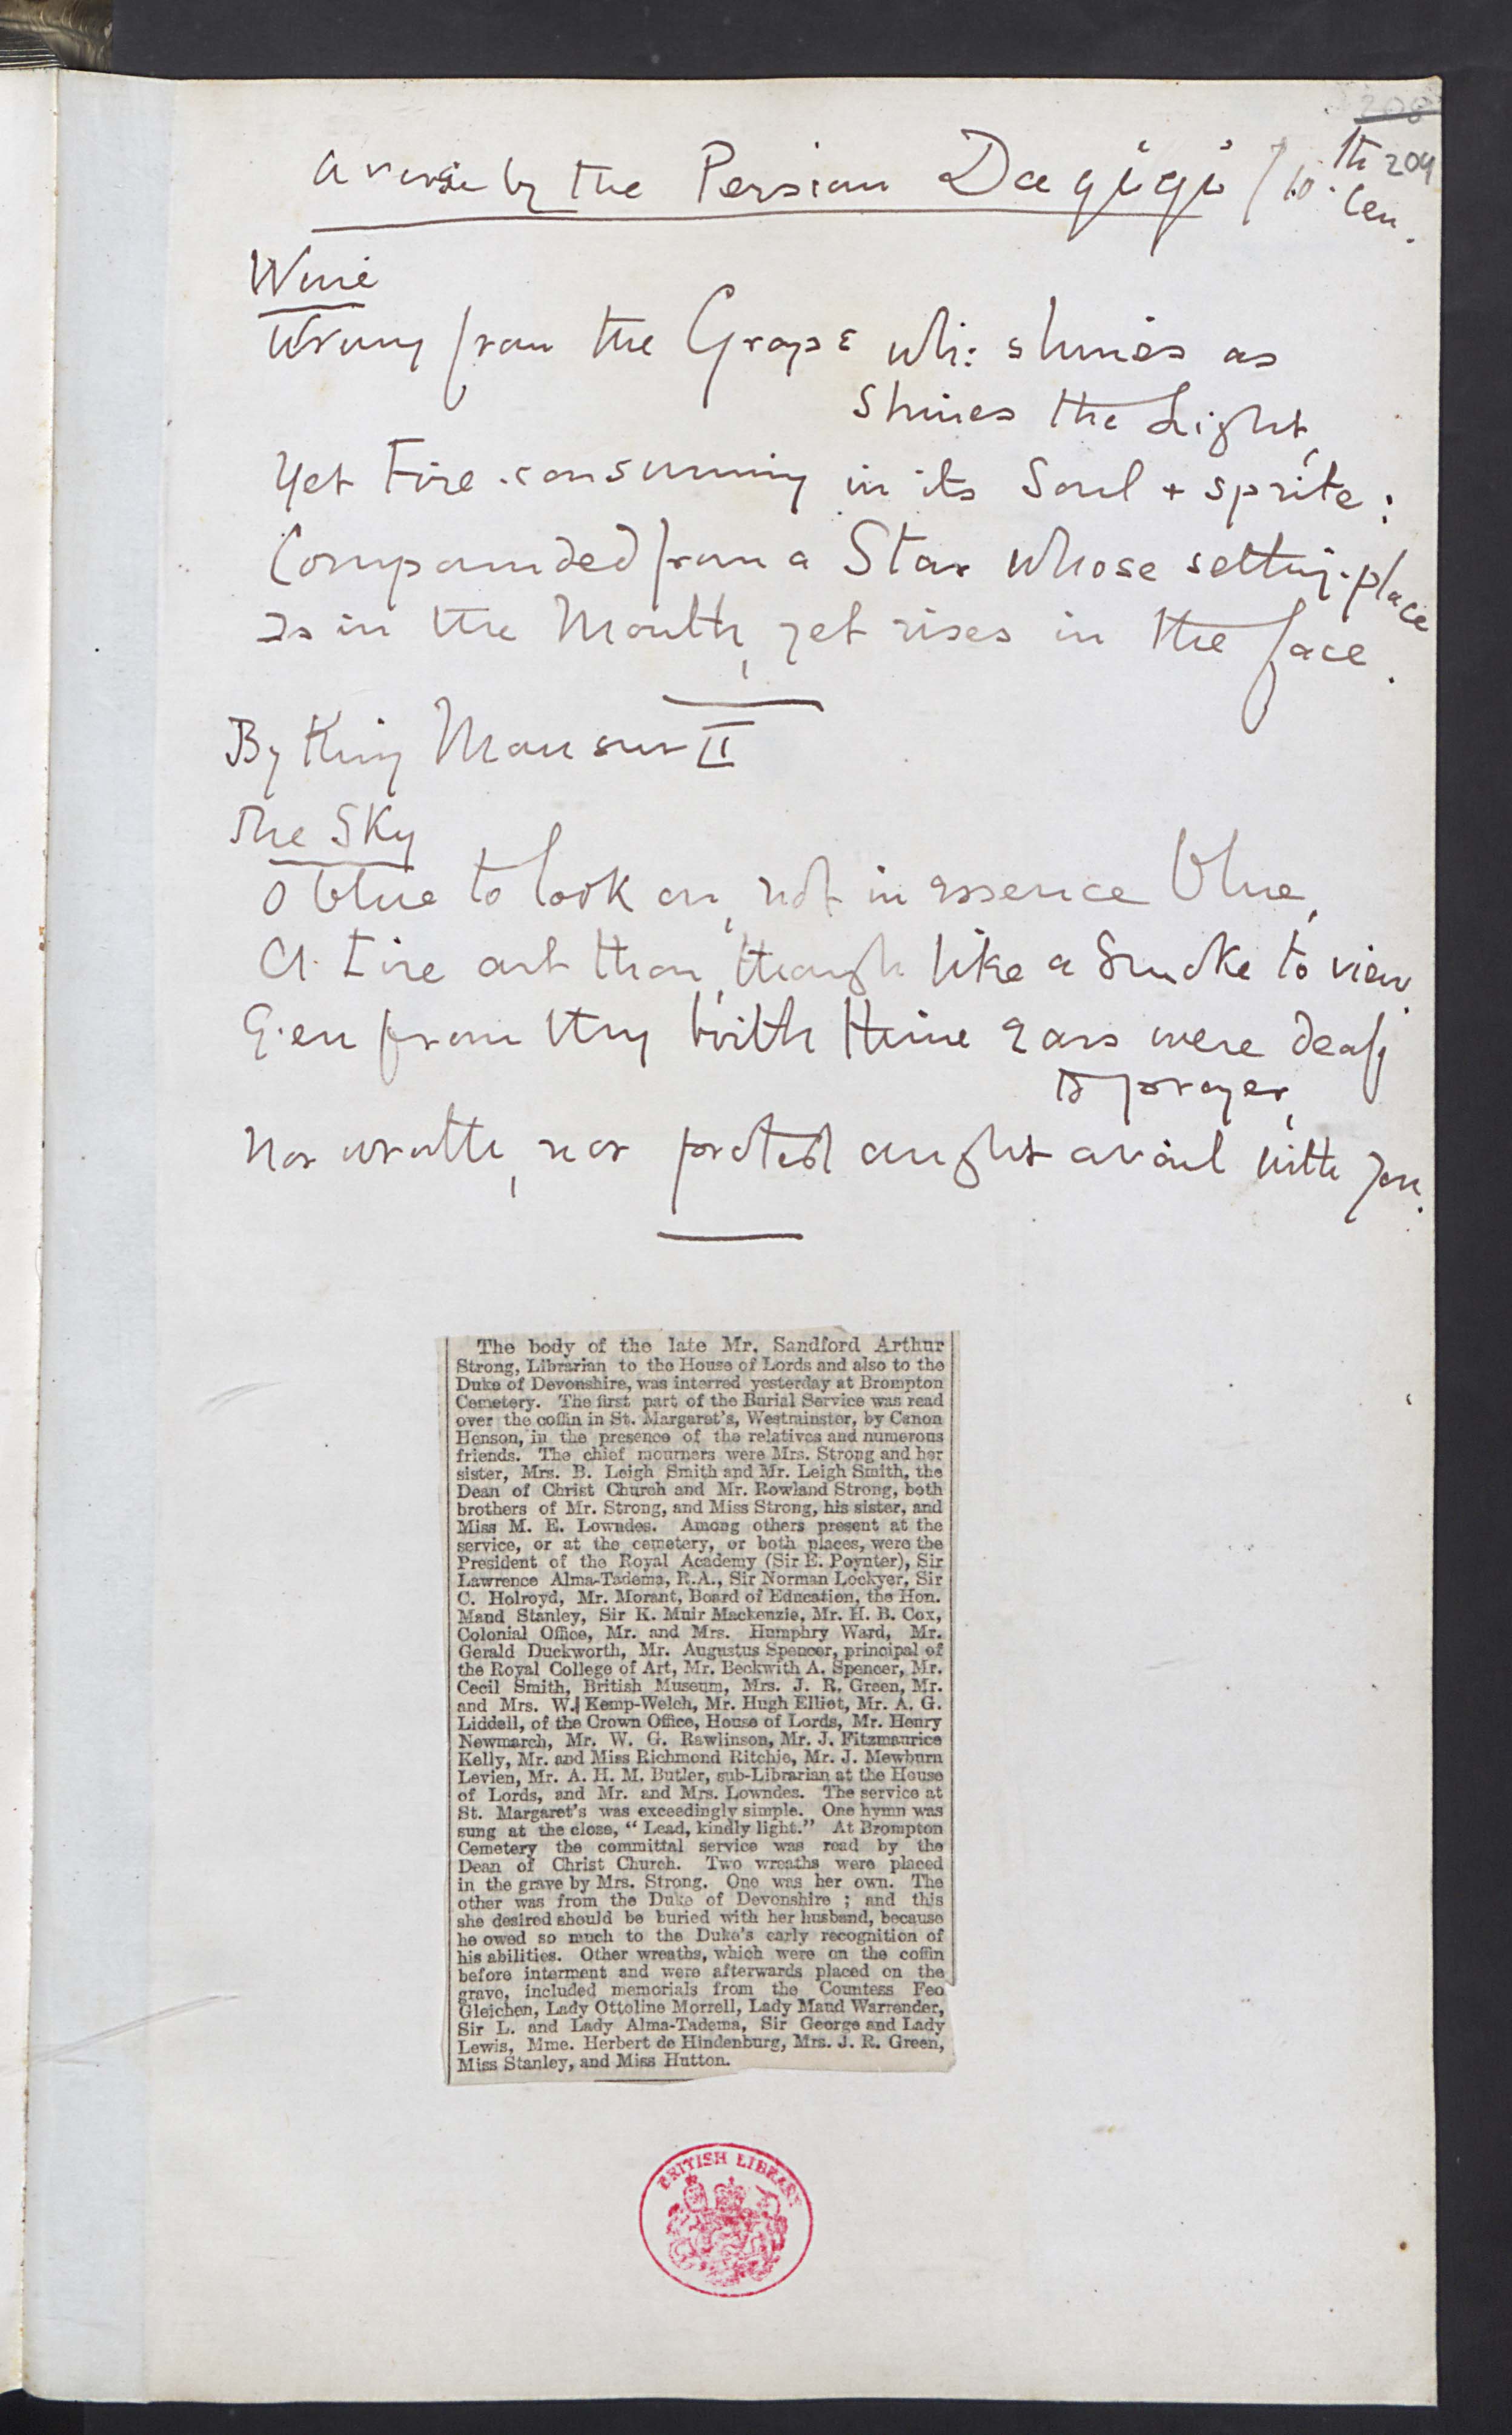 208
209
A verse by the Persian Daqiqi / 10.th Cen.
Wine
Wrung from the Grape whi: shines as
shines the Light,
Yet Fire-consuming in its Soul + sprite:
Compounded from a Star whose setting-place
Is in the Mouth, yet rises in the face.
By King Mansur II
The Sky
O blue to look on, not in essence blue,
A Fire art thou, though like a Smoke to view.
E'en from thy birth thine ears were deaf
to prayer,
Nor wrath, nor protest aught avail with you.
The body of the late Mr. Sandford Arthur
Strong, Librarian to the House of Lords and also to the
Duke of Devonshire, was interred yesterday at Brompton
Cemetery. The first part of the Burial Service was read
over the coffin in St. Margaret's, Westminster, by Canon
Henson, in the presence of the relatives and numerous
friends. The chief mourners were Mrs. Strong and her
sister, Mrs. B. Leigh Smith and Mr. Leigh Smith, the
Dean of Christ Church and Mr. Rowland Strong, both
brothers of Mr. Strong, and Miss Strong, his sister, and
Miss M. E. Lowndes. Among others present at the
service, or at the cemetery, or both places, were the
President of the Royal Academy (Sir E. Poynter), Sir
Lawrence Alma-Tadema, R.A., Sir Norman Lockyer, Sir
C. Holroyd, Mr. Morant, Board of Education, the Hon.
Maud Stanley, Sir K. Muir Mackenzie, Mr. H. B. Cox,
Colonial Office, Mr. and Mrs. Humphry Ward, Mr.
Gerald Duckworth, Mr. Augustus Spencer, principal of
the Royal College of Art, Mr. Beckwith A. Spencer, Mr.
Cecil Smith, British Museum, Mrs. J. R. Green, Mr.
and Mrs. W. Kemp-Welch, Mr. Hugh Elliot, Mr. A. G.
Liddell, of the Crown Office, House of Lords, Mr. Henry
Newmarch, Mr. W. G. Rawlinson, Mr. J. Fitzmaurice
Kelly, Mr. and Miss Richmond Ritchie, Mr. J. Mewburn
Levien, Mr. A. H. M. Butler, sub-Librarian at the House
of Lords, and Mr. and Mrs. Lowndes. The service at
St. Margaret's was exceedingly simple. One hymn was
sung at the close, "Lead, kindly light." At Brompton
Cemetery the committal service was read by the
Dean of Christ Church. Two wreaths were placed
in the grave by Mrs. Strong. One was her own. The
other was from the Duke of Devonshire ; and this
she desired should be buried with her husband, because
he owed so much to the Duke's early recognition of
his abilities. Other wreaths, which were on the coffin
before interment and were afterwards placed on the
grave, included memorials from the Countess Feo
Gleichen, Lady Ottoline Morrell, Lady Maud Warrender,
Sir L. and Lady Alma-Tadema, Sir George and Lady
Lewis, Mme. Herbert de Hindenburg, Mrs. J. R. Green,
Miss Stanley, and Miss Hutton.
BRITISH LIBRARY